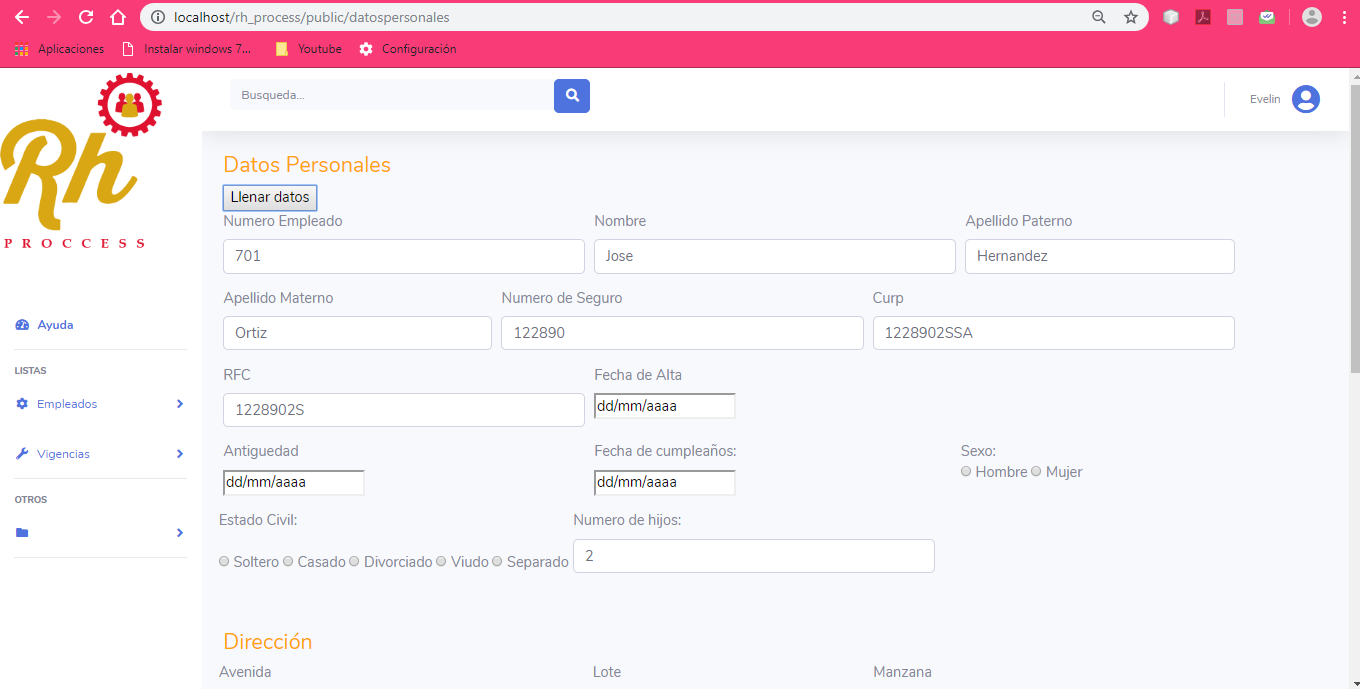 localhost/rh_process/public/datospersonales
Aplicaciones Instalar windows 7... Youtube Configuración
Rh
PROCCESS
Busqueda...
Evelin
Ayuda
LISTAS
Empleados
Vigencias
OTROS
Datos Personales
Llenar datos
Numero Empleado Nombre Apellido Paterno
701 Jose Hernandez
Apellido Materno Numero de Seguro Curp
Ortiz 122890 1228902SSA
RFC Fecha de Alta
1228902S dd/mm/aaaa
Antiguedad Fecha de cumpleaños: Sexo:
dd/mm/aaaa dd/mm/aaaa Hombre Mujer
Estado Civil: Numero de hijos:
Soltero Casado Divorciado Viudo Separado 2
Dirección
Avenida Lote Manzana